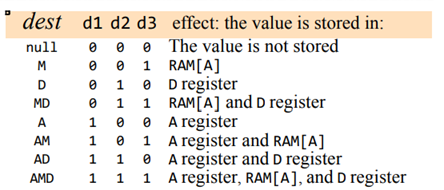 dest d1 d2 d3 effect: the value is stored in:
null 0 0 0 The value is not stored
M 0 0 1 RAM[A]
D 0 1 0 D register
MD 0 1 1 RAM[A] and D register
A 1 0 0 A register
AM 1 0 1 A register and RAM[A]
AD 1 1 0 A register and D register
AMD 1 1 1 A register, RAM[A], and D register